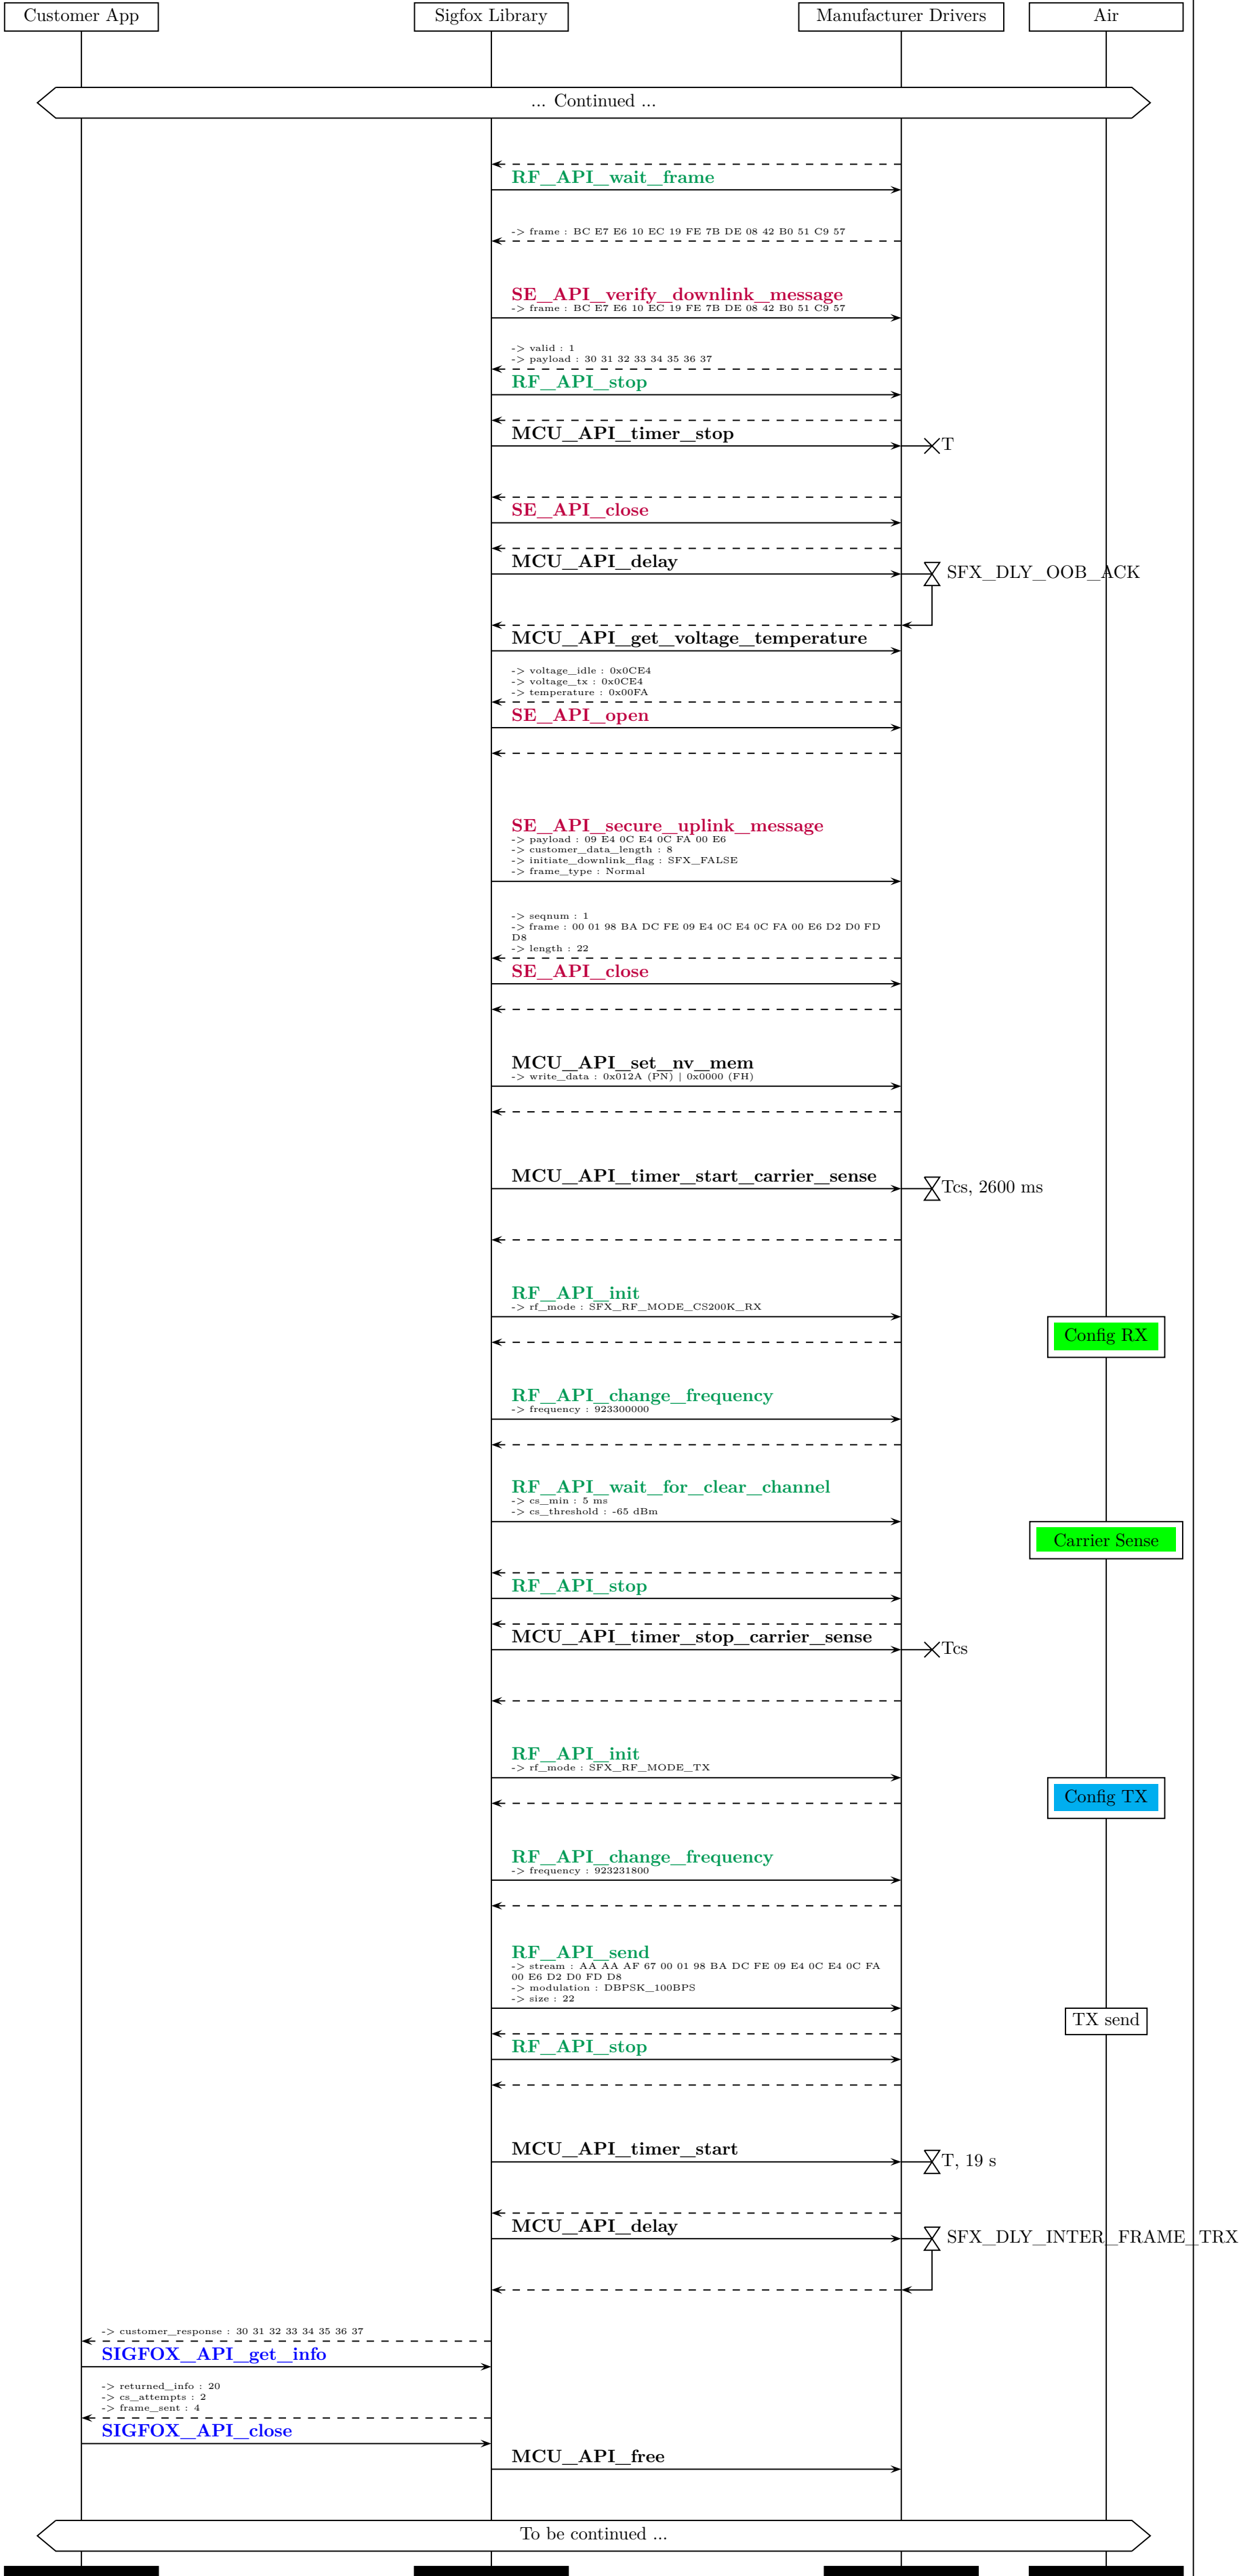 Customer App
Sigfox Library
Manufacturer Drivers
Air
... Continued ...
RF_API_wait_frame
-> frame : BC E7 E6 10 EC 19 FE 7B DE 08 42 B0 51 C9 57
SE_API_verify_downlink_message
-> frame : BC E7 E6 10 EC 19 FE 7B DE 08 42 B0 51 C9 57
-> valid : 1
-> payload : 30 31 32 33 34 35 36 37
RF_API_stop
MCU_API_timer_stop
T
SE_API_close
MCU_API_delay
SFX_DLY_OOB_ACK
MCU_API_get_voltage_temperature
-> voltage_idle : 0x0CE4
-> voltage_tx : 0x0CE4
-> temperature : 0x00FA
SE_API_open
SE_API_secure_uplink_message
-> payload : 09 E4 0C E4 0C FA 00 E6
-> customer_data_length : 8
-> initiate_downlink_flag : SFX_FALSE
-> frame_type : Normal
-> seqnum : 1
-> frame : 00 01 98 BA DC FE 09 E4 0C E4 0C FA 00 E6 D2 D0 FD
D8
-> length : 22
SE_API_close
MCU_API_set_nv_mem
-> write_data : 0x012A (PN) | 0x0000 (FH)
MCU_API_timer_start_carrier_sense
Tcs, 2600 ms
RF_API_init
-> rf_mode : SFX_RF_MODE_CS200K_RX
Config RX
RF_API_change_frequency
-> frequency : 923300000
RF_API_wait_for_clear_channel
-> cs_min : 5 ms
-> cs_threshold : -65 dBm
Carrier Sense
RF_API_stop
MCU_API_timer_stop_carrier_sense
Tcs
RF_API_init
-> rf_mode : SFX_RF_MODE_TX
Config TX
RF_API_change_frequency
-> frequency : 923231800
RF_API_send
-> stream : AA AA AF 67 00 01 98 BA DC FE 09 E4 0C E4 0C FA
00 E6 D2 D0 FD D8
-> modulation : DBPSK_100BPS
-> size : 22
TX send
RF_API_stop
MCU_API_timer_start
T, 19 s
MCU_API_delay
SFX_DLY_INTER_FRAME_TRX
-> customer_response : 30 31 32 33 34 35 36 37
SIGFOX_API_get_info
-> returned_info : 20
-> cs_attempts : 2
-> frame_sent : 4
SIGFOX_API_close
MCU_API_free
To be continued ...